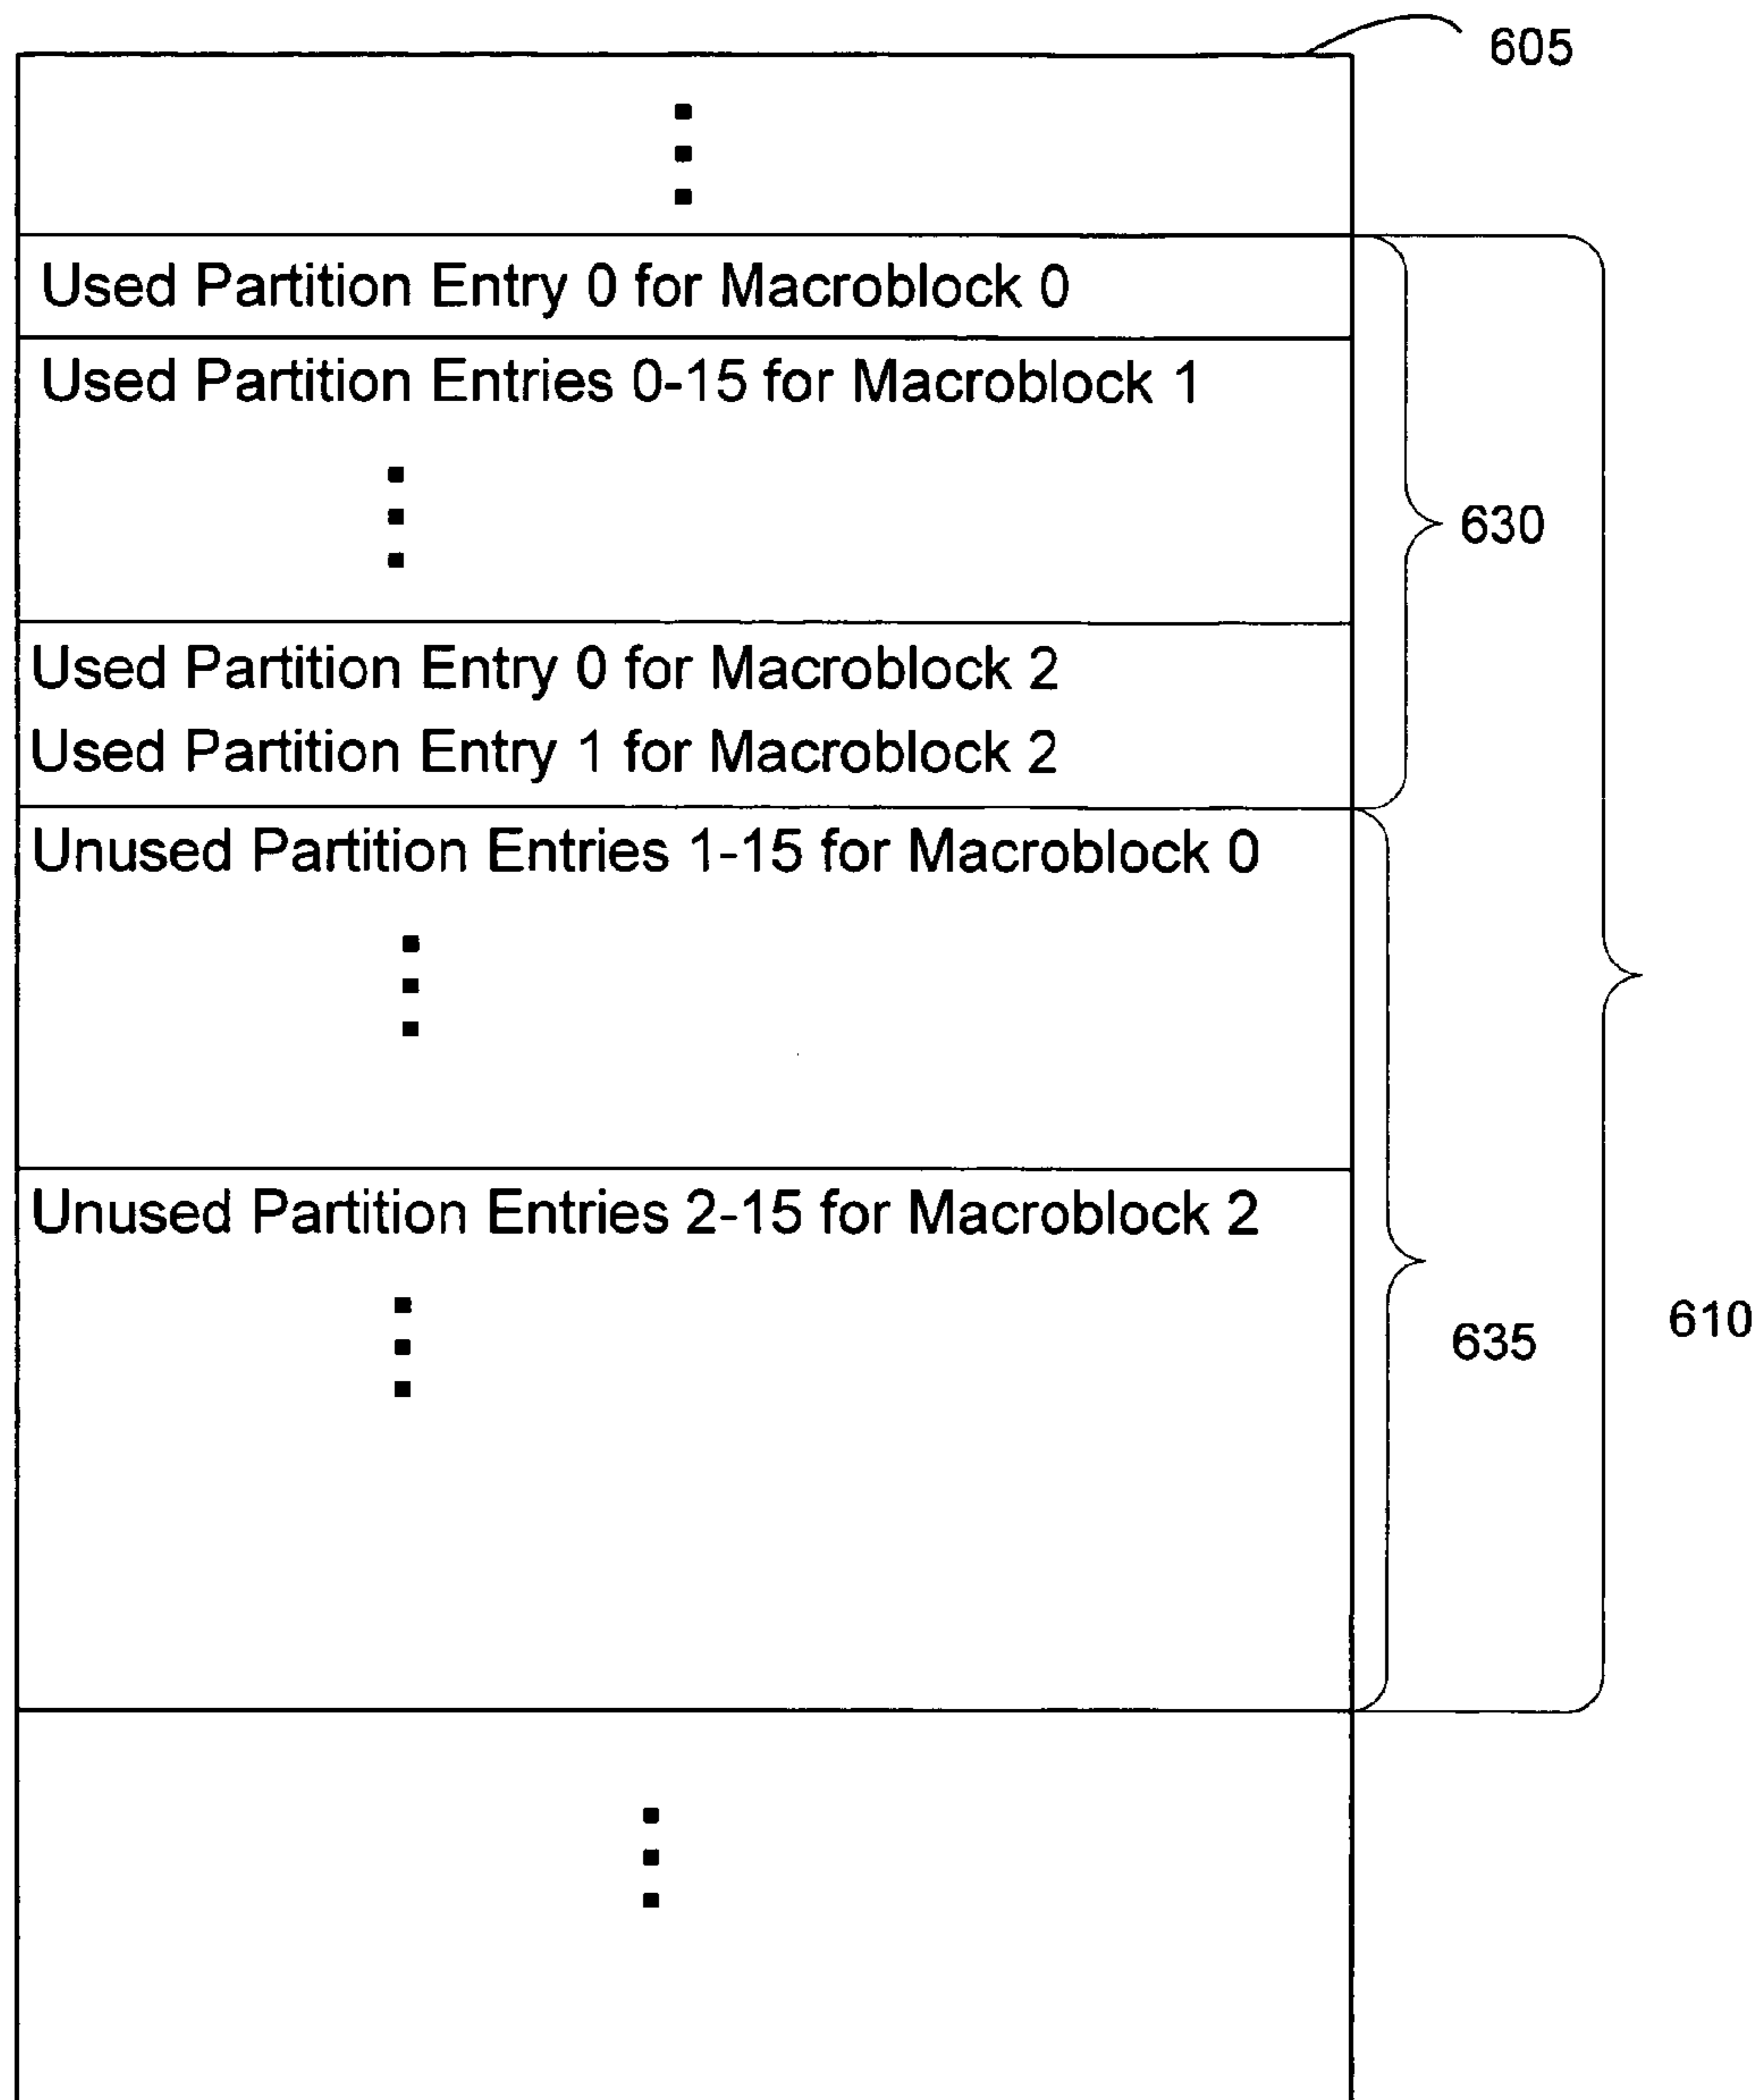 605
Used Partition Entry 0 for Macroblock 0
Used Partition Entries 0-15 for Macroblock 1
630
Used Partition Entry 0 for Macroblock 2
Used Partition Entry 1 for Macroblock 2
Unused Partition Entries 1-15 for Macroblock 0
Unused Partition Entries 2-15 for Macroblock 2
610
635